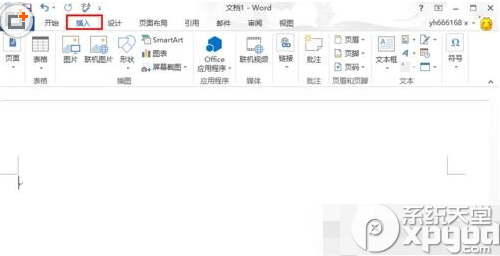 文档1 - Word
开始 插入 设计 页面布局 引用 邮件 审阅 视图 yh666168 x
页面 表格 图片 联机图片 形状 SmartArt 图表 屏幕截图 Office 应用程序 联机视频 链接 批注 页眉 页脚 页码 文本框 符号
表格 插图 应用程序 媒体 批注 页眉和页脚 文本
系统天堂